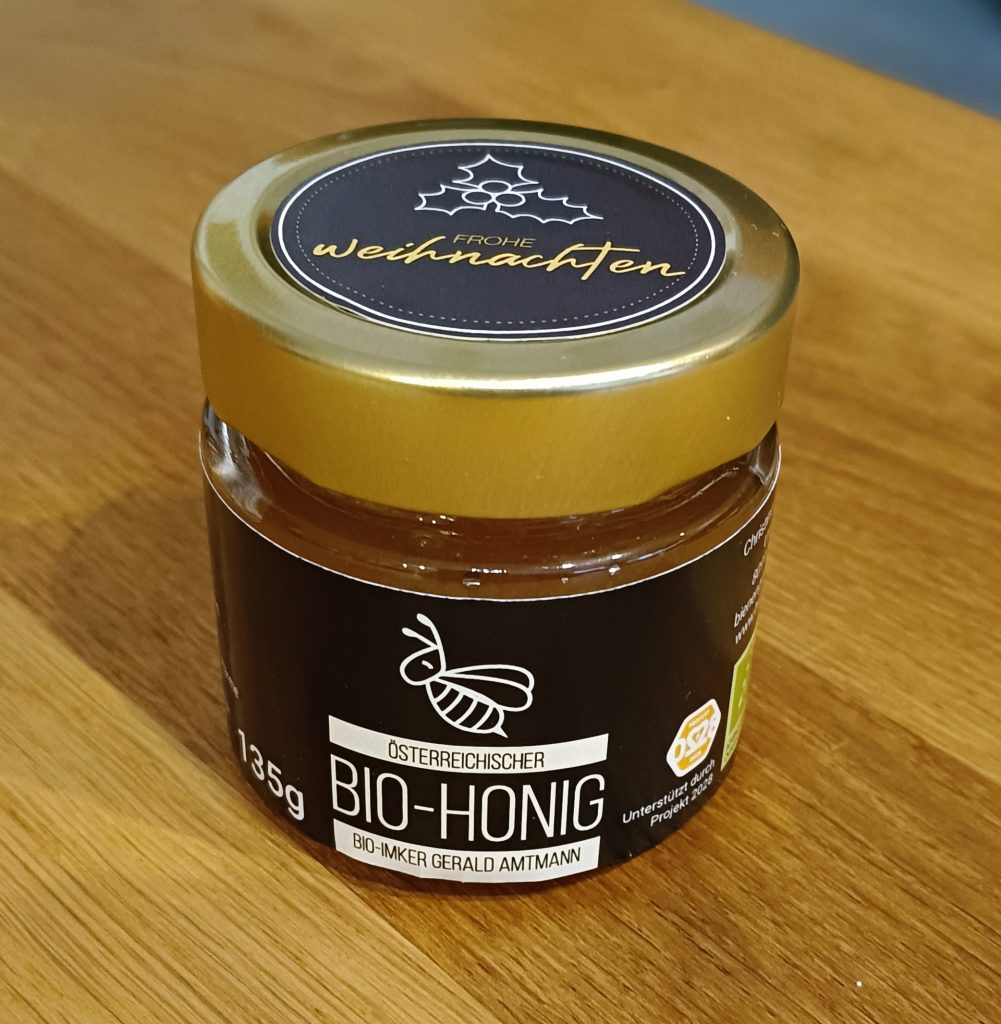 FROHE
weihnachten
135g
ÖSTERREICHISCHER
BIO-HONIG
BIO-IMKER GERALD AMTMANN
Unterstützt durch
Projekt 2028